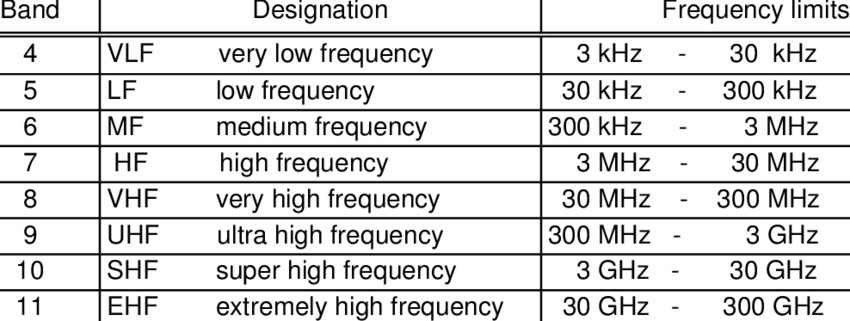 Band Designation Frequency limits
4 VLF very low frequency 3 kHz - 30 kHz
5 LF low frequency 30 kHz - 300 kHz
6 MF medium frequency 300 kHz - 3 MHz
7 HF high frequency 3 MHz - 30 MHz
8 VHF very high frequency 30 MHz - 300 MHz
9 UHF ultra high frequency 300 MHz - 3 GHz
10 SHF super high frequency 3 GHz - 30 GHz
11 EHF extremely high frequency 30 GHz - 300 GHz